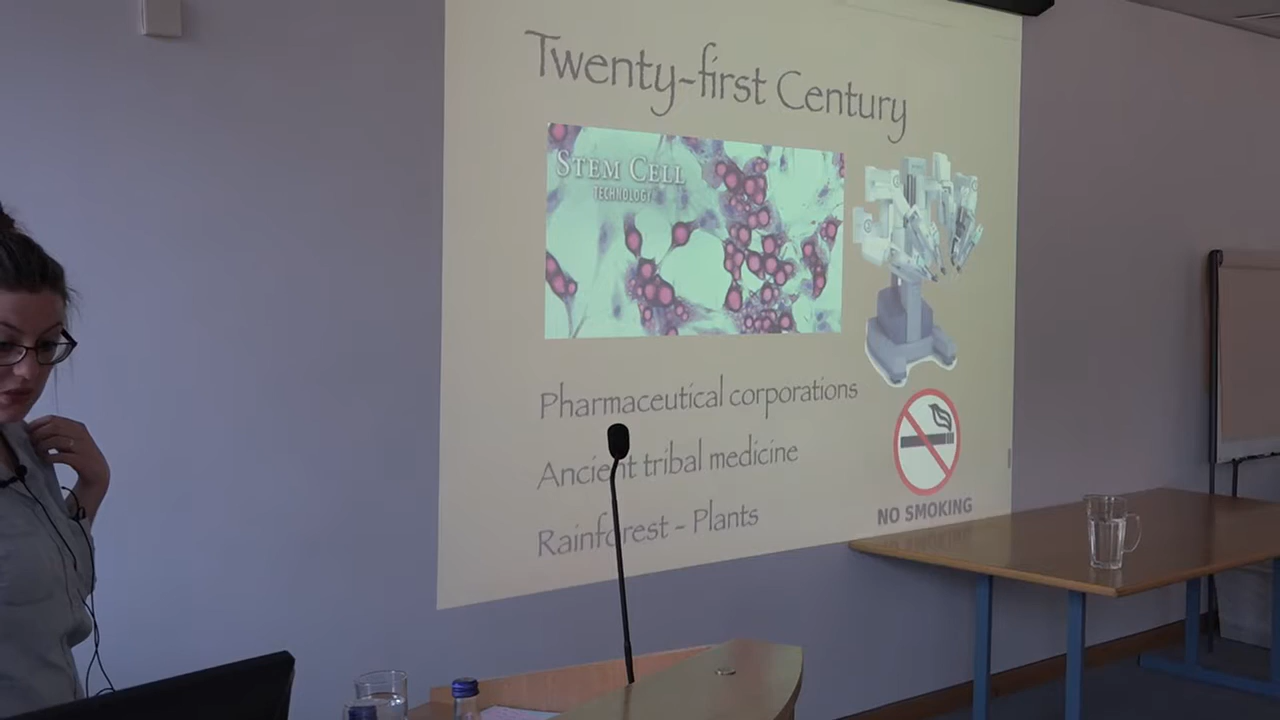 Twenty-first Century
STEM CELL
TECHNOLOGY
Pharmaceutical corporations
Ancient tribal medicine
Rainforest - Plants
NO SMOKING